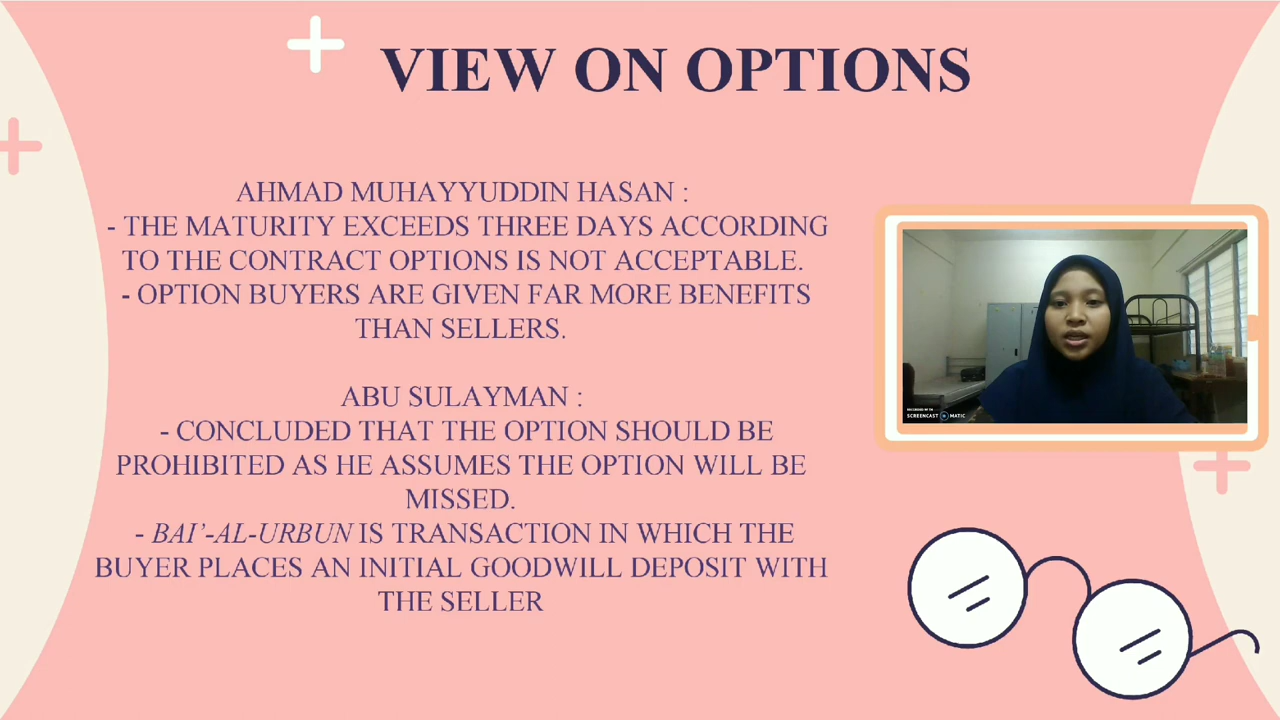 VIEW ON OPTIONS
AHMAD MUHAYYUDDIN HASAN :
- THE MATURITY EXCEEDS THREE DAYS ACCORDING
TO THE CONTRACT OPTIONS IS NOT ACCEPTABLE.
- OPTION BUYERS ARE GIVEN FAR MORE BENEFITS
THAN SELLERS.
ABU SULAYMAN :
- CONCLUDED THAT THE OPTION SHOULD BE
PROHIBITED AS HE ASSUMES THE OPTION WILL BE
MISSED.
- BAI’-AL-URBUN IS TRANSACTION IN WHICH THE
BUYER PLACES AN INITIAL GOODWILL DEPOSIT WITH
THE SELLER
RECORDED WITH
SCREENCAST MATIC